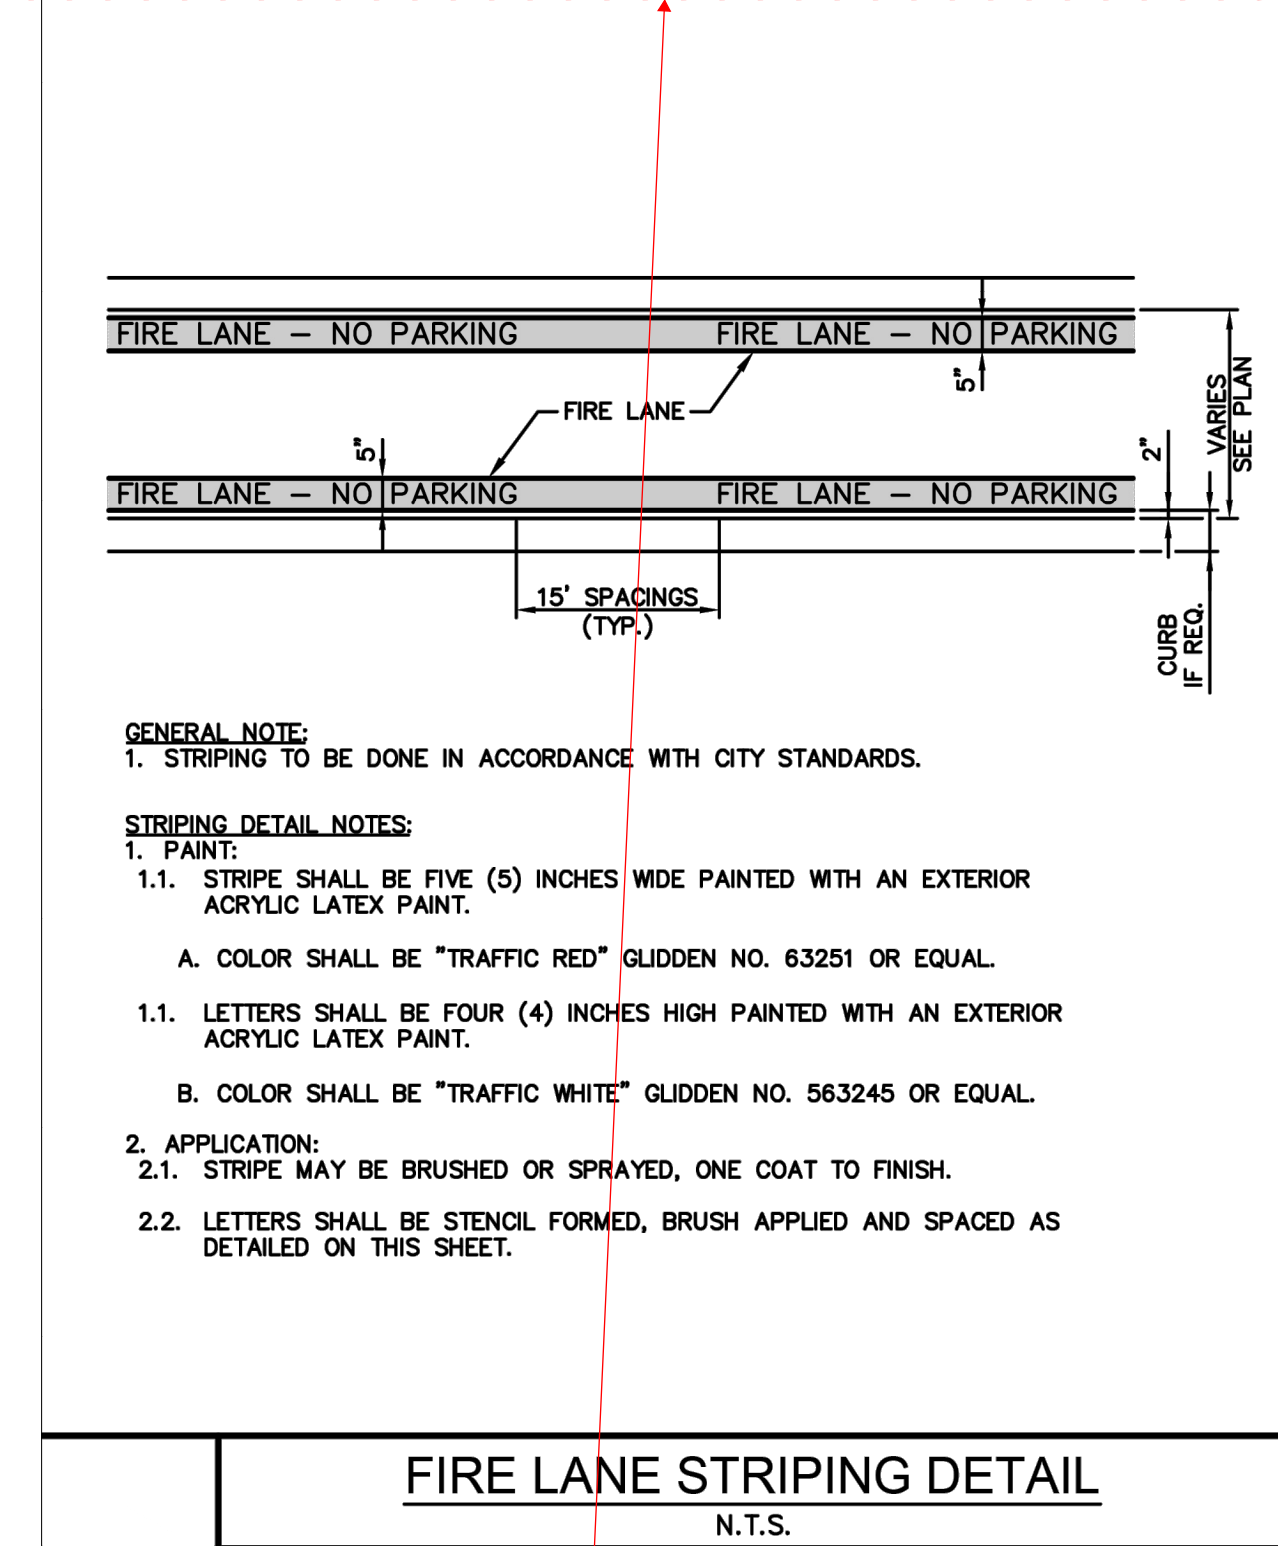 FIRE LANE – NO PARKING FIRE LANE – NO PARKING
5"
FIRE LANE
VARIES
SEE PLAN
5"
2"
FIRE LANE – NO PARKING FIRE LANE – NO PARKING
15' SPACINGS
(TYP.)
CURB
IF REQ.
GENERAL NOTE:
1. STRIPING TO BE DONE IN ACCORDANCE WITH CITY STANDARDS.
STRIPING DETAIL NOTES:
1. PAINT:
1.1. STRIPE SHALL BE FIVE (5) INCHES WIDE PAINTED WITH AN EXTERIOR
ACRYLIC LATEX PAINT.
A. COLOR SHALL BE "TRAFFIC RED" GLIDDEN NO. 63251 OR EQUAL.
1.1. LETTERS SHALL BE FOUR (4) INCHES HIGH PAINTED WITH AN EXTERIOR
ACRYLIC LATEX PAINT.
B. COLOR SHALL BE "TRAFFIC WHITE" GLIDDEN NO. 563245 OR EQUAL.
2. APPLICATION:
2.1. STRIPE MAY BE BRUSHED OR SPRAYED, ONE COAT TO FINISH.
2.2. LETTERS SHALL BE STENCIL FORMED, BRUSH APPLIED AND SPACED AS
DETAILED ON THIS SHEET.
FIRE LANE STRIPING DETAIL
N.T.S.